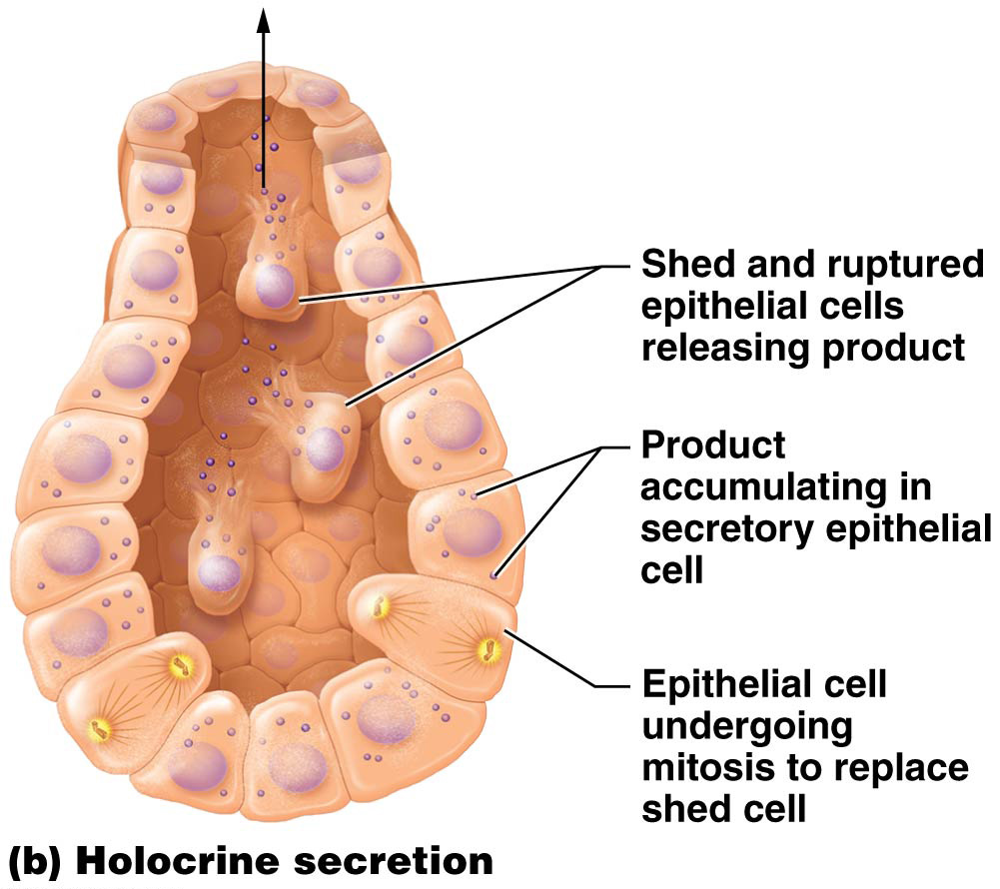 Shed and ruptured
epithelial cells
releasing product
Product
accumulating in
secretory epithelial
cell
Epithelial cell
undergoing
mitosis to replace
shed cell
(b) Holocrine secretion